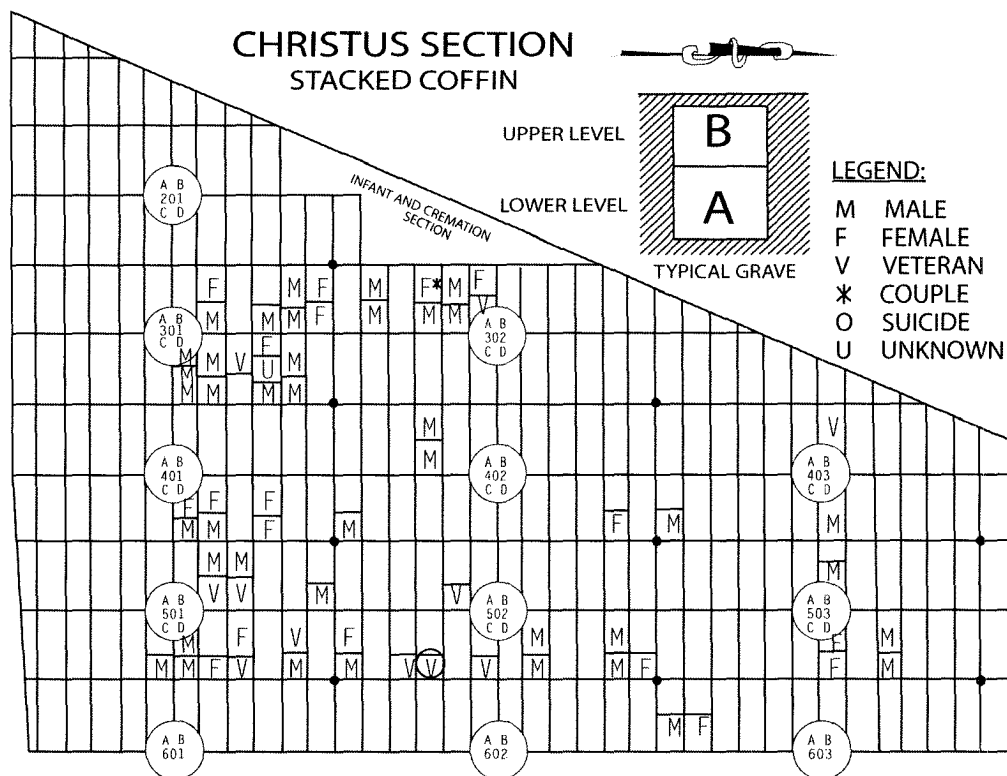 CHRISTUS SECTION
STACKED COFFIN
UPPER LEVEL
B
LOWER LEVEL
A
TYPICAL GRAVE
LEGEND:
M MALE
F FEMALE
V VETERAN
* COUPLE
O SUICIDE
U UNKNOWN
INFANT AND CREMATION
SECTION
A B
201
C D
F M F M F* M F
M M M F M M M V
A B
301
C D
A B
302
C D
M M V F M
M U
M M M M
M
M
V
A B
401
C D
A B
402
C D
A B
403
C D
F F F
M M F M F M M
M M M
V V M V
A B
501
C D
A B
502
C D
A B
503
C D
M F V F M M F M
M M F V M M V V V M M F F M
M F
A B
601
A B
602
A B
603